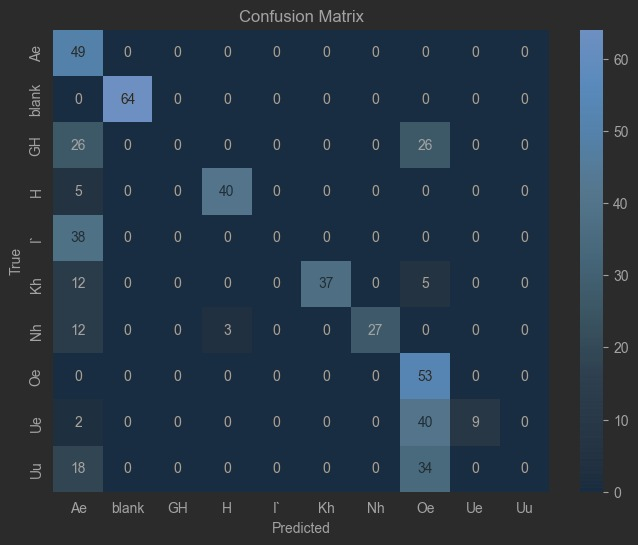 Confusion Matrix
Ae 49 0 0 0 0 0 0 0 0 0
blank 0 64 0 0 0 0 0 0 0 0
GH 26 0 0 0 0 0 0 26 0 0
H 5 0 0 40 0 0 0 0 0 0
I` 38 0 0 0 0 0 0 0 0 0
Kh 12 0 0 0 0 37 0 5 0 0
Nh 12 0 0 3 0 0 27 0 0 0
Oe 0 0 0 0 0 0 0 53 0 0
Ue 2 0 0 0 0 0 0 40 9 0
Uu 18 0 0 0 0 0 0 34 0 0
Ae blank GH H I` Kh Nh Oe Ue Uu
Predicted
True
60
50
40
30
20
10
0